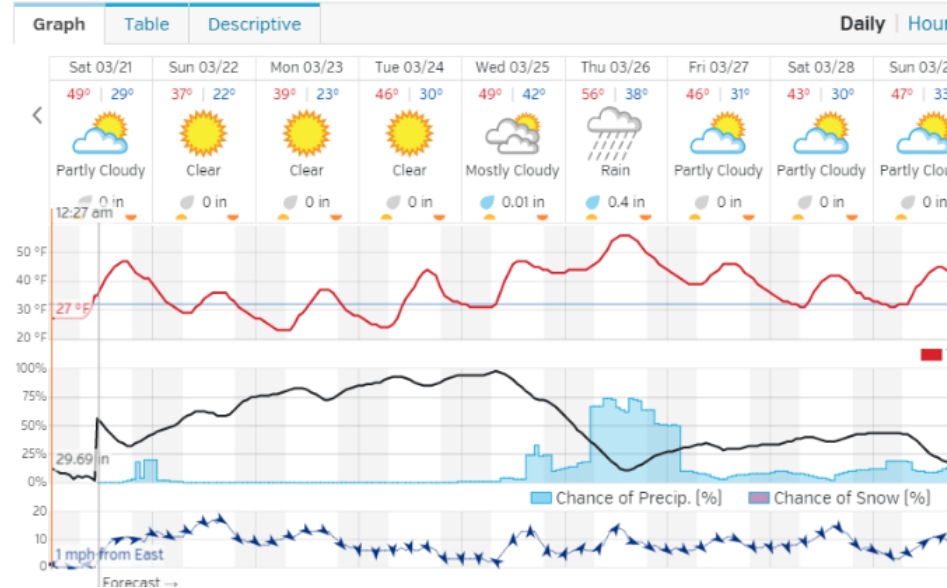 Graph Table Descriptive Daily Hour
Sat 03/21 Sun 03/22 Mon 03/23 Tue 03/24 Wed 03/25 Thu 03/26 Fri 03/27 Sat 03/28 Sun 03/2
49° | 29° 37° | 22° 39° | 23° 46° | 30° 49° | 42° 56° | 38° 46° | 31° 43° | 30° 47° | 33
Partly Cloudy Clear Clear Clear Mostly Cloudy Rain Partly Cloudy Partly Cloudy Partly Clou
0 in 0 in 0 in 0 in 0.01 in 0.4 in 0 in 0 in 0 in
12:27 am
50 °F
40 °F
30 °F 27 °F
20 °F
100%
75%
50%
25% 29.69 in
0%
Chance of Precip. (%) Chance of Snow (%)
20
10
1 mph from East
0
Forecast →